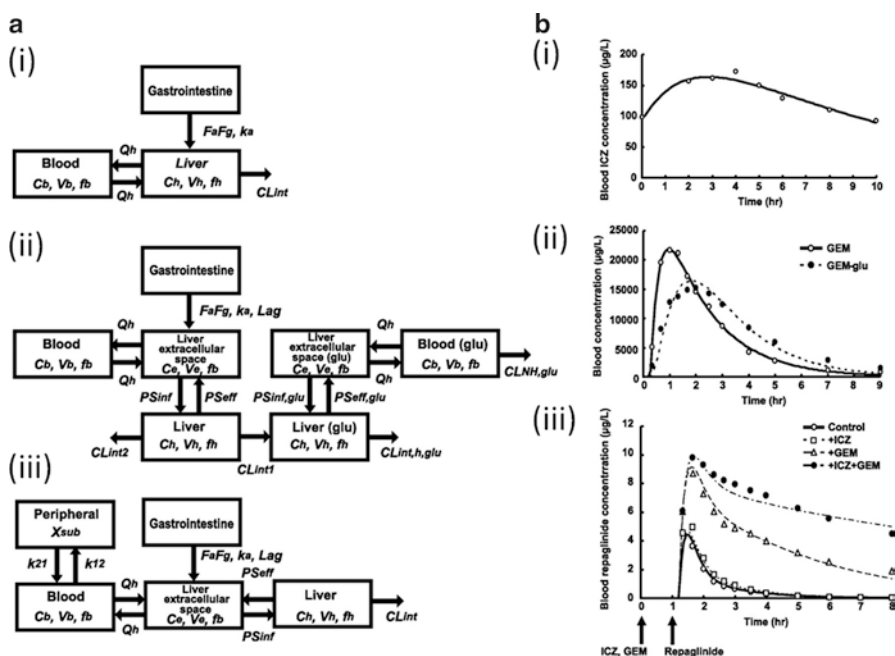 a
(i)
Gastrointestine
FaFg, ka
Blood
Cb, Vb, fb
Qh
Qh
Liver
Ch, Vh, fh
CLint
(ii)
Gastrointestine
FaFg, ka, Lag
Blood
Cb, Vb, fb
Qh
Qh
Liver
extracellular
space
Ce, Ve, fb
Liver
extracellular
space (glu)
Ce, Ve, fb
Qh
Qh
Blood (glu)
Cb, Vb, fb
CLNH,glu
PSinf
PSeff
PSinf,glu
PSeff,glu
CLint2
Liver
Ch, Vh, fh
CLint1
Liver (glu)
Ch, Vh, fh
CLint,h,glu
(iii)
Peripheral
Xsub
Gastrointestine
k21
k12
FaFg, ka, Lag
PSeff
Blood
Cb, Vb, fb
Qh
Qh
Liver
extracellular
space
Ce, Ve, fb
PSinf
Liver
Ch, Vh, fh
CLint
b
(i)
Blood ICZ concentrration (µg/L)
200
150
100
50
0
0 1 2 3 4 5 6 7 8 9 10
Time (hr)
(ii)
Blood concentrration (µg/L)
25000
20000
15000
10000
5000
0
GEM
GEM-glu
0 1 2 3 4 5 6 7 8 9
Time (hr)
(iii)
Blood repaglinide concentrration (µg/L)
12
10
8
6
4
2
0
Control
+ICZ
+GEM
+ICZ+GEM
0 1 2 3 4 5 6 7 8
Time (hr)
ICZ, GEM
Repaglinide